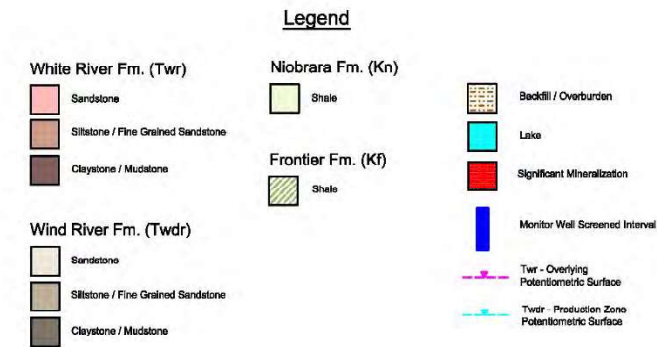 Legend
White River Fm. (Twr)
Sandstone
Siltstone / Fine Grained Sandstone
Claystone / Mudstone
Wind River Fm. (Twdr)
Sandstone
Siltstone / Fine Grained Sandstone
Claystone / Mudstone
Niobrara Fm. (Kn)
Shale
Frontier Fm. (Kf)
Shale
Backfill / Overburden
Lake
Significant Mineralization
Monitor Well Screened Interval
Twr - Overlying
Potentiometric Surface
Twdr - Production Zone
Potentiometric Surface